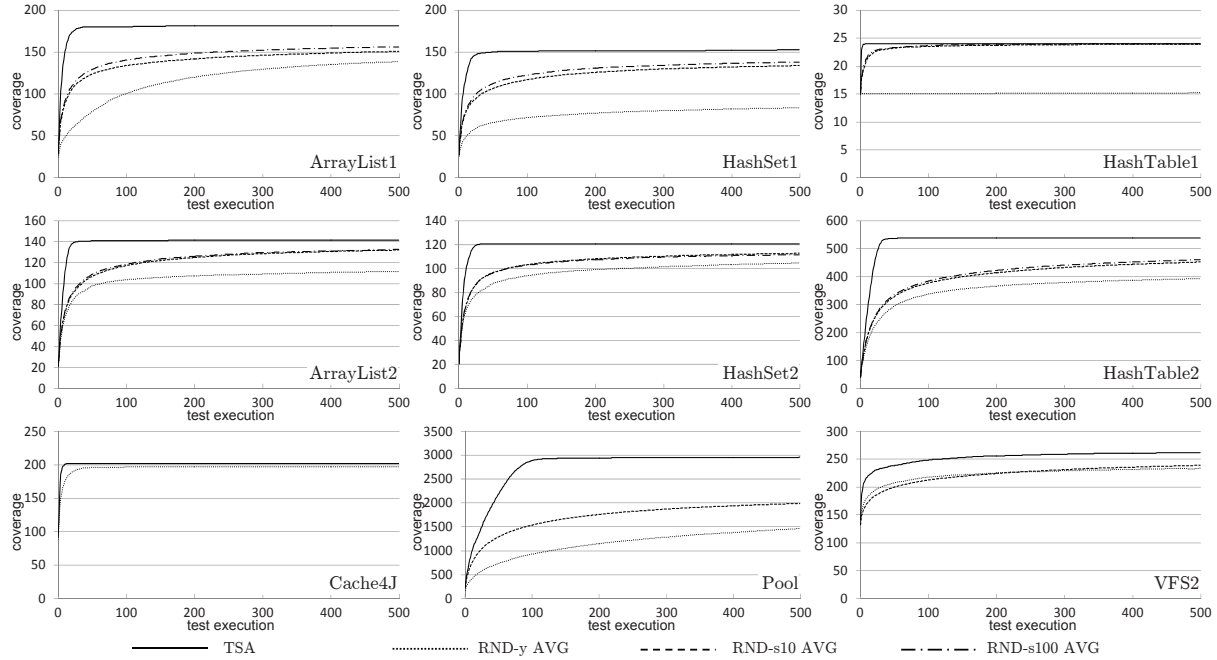 200
150
100
50
0
coverage
0 100 200 300 400 500
test execution
ArrayList1
200
150
100
50
0
coverage
0 100 200 300 400 500
test execution
HashSet1
30
25
20
15
10
5
0
coverage
0 100 200 300 400 500
test execution
HashTable1
160
140
120
100
80
60
40
20
0
coverage
0 100 200 300 400 500
test execution
ArrayList2
140
120
100
80
60
40
20
0
coverage
0 100 200 300 400 500
test execution
HashSet2
600
500
400
300
200
100
0
coverage
0 100 200 300 400 500
test execution
HashTable2
250
200
150
100
50
0
coverage
0 100 200 300 400 500
test execution
Cache4J
3500
3000
2500
2000
1500
1000
500
0
coverage
0 100 200 300 400 500
test execution
Pool
300
250
200
150
100
50
0
coverage
0 100 200 300 400 500
test execution
VFS2
TSA RND-y AVG RND-s10 AVG RND-s100 AVG